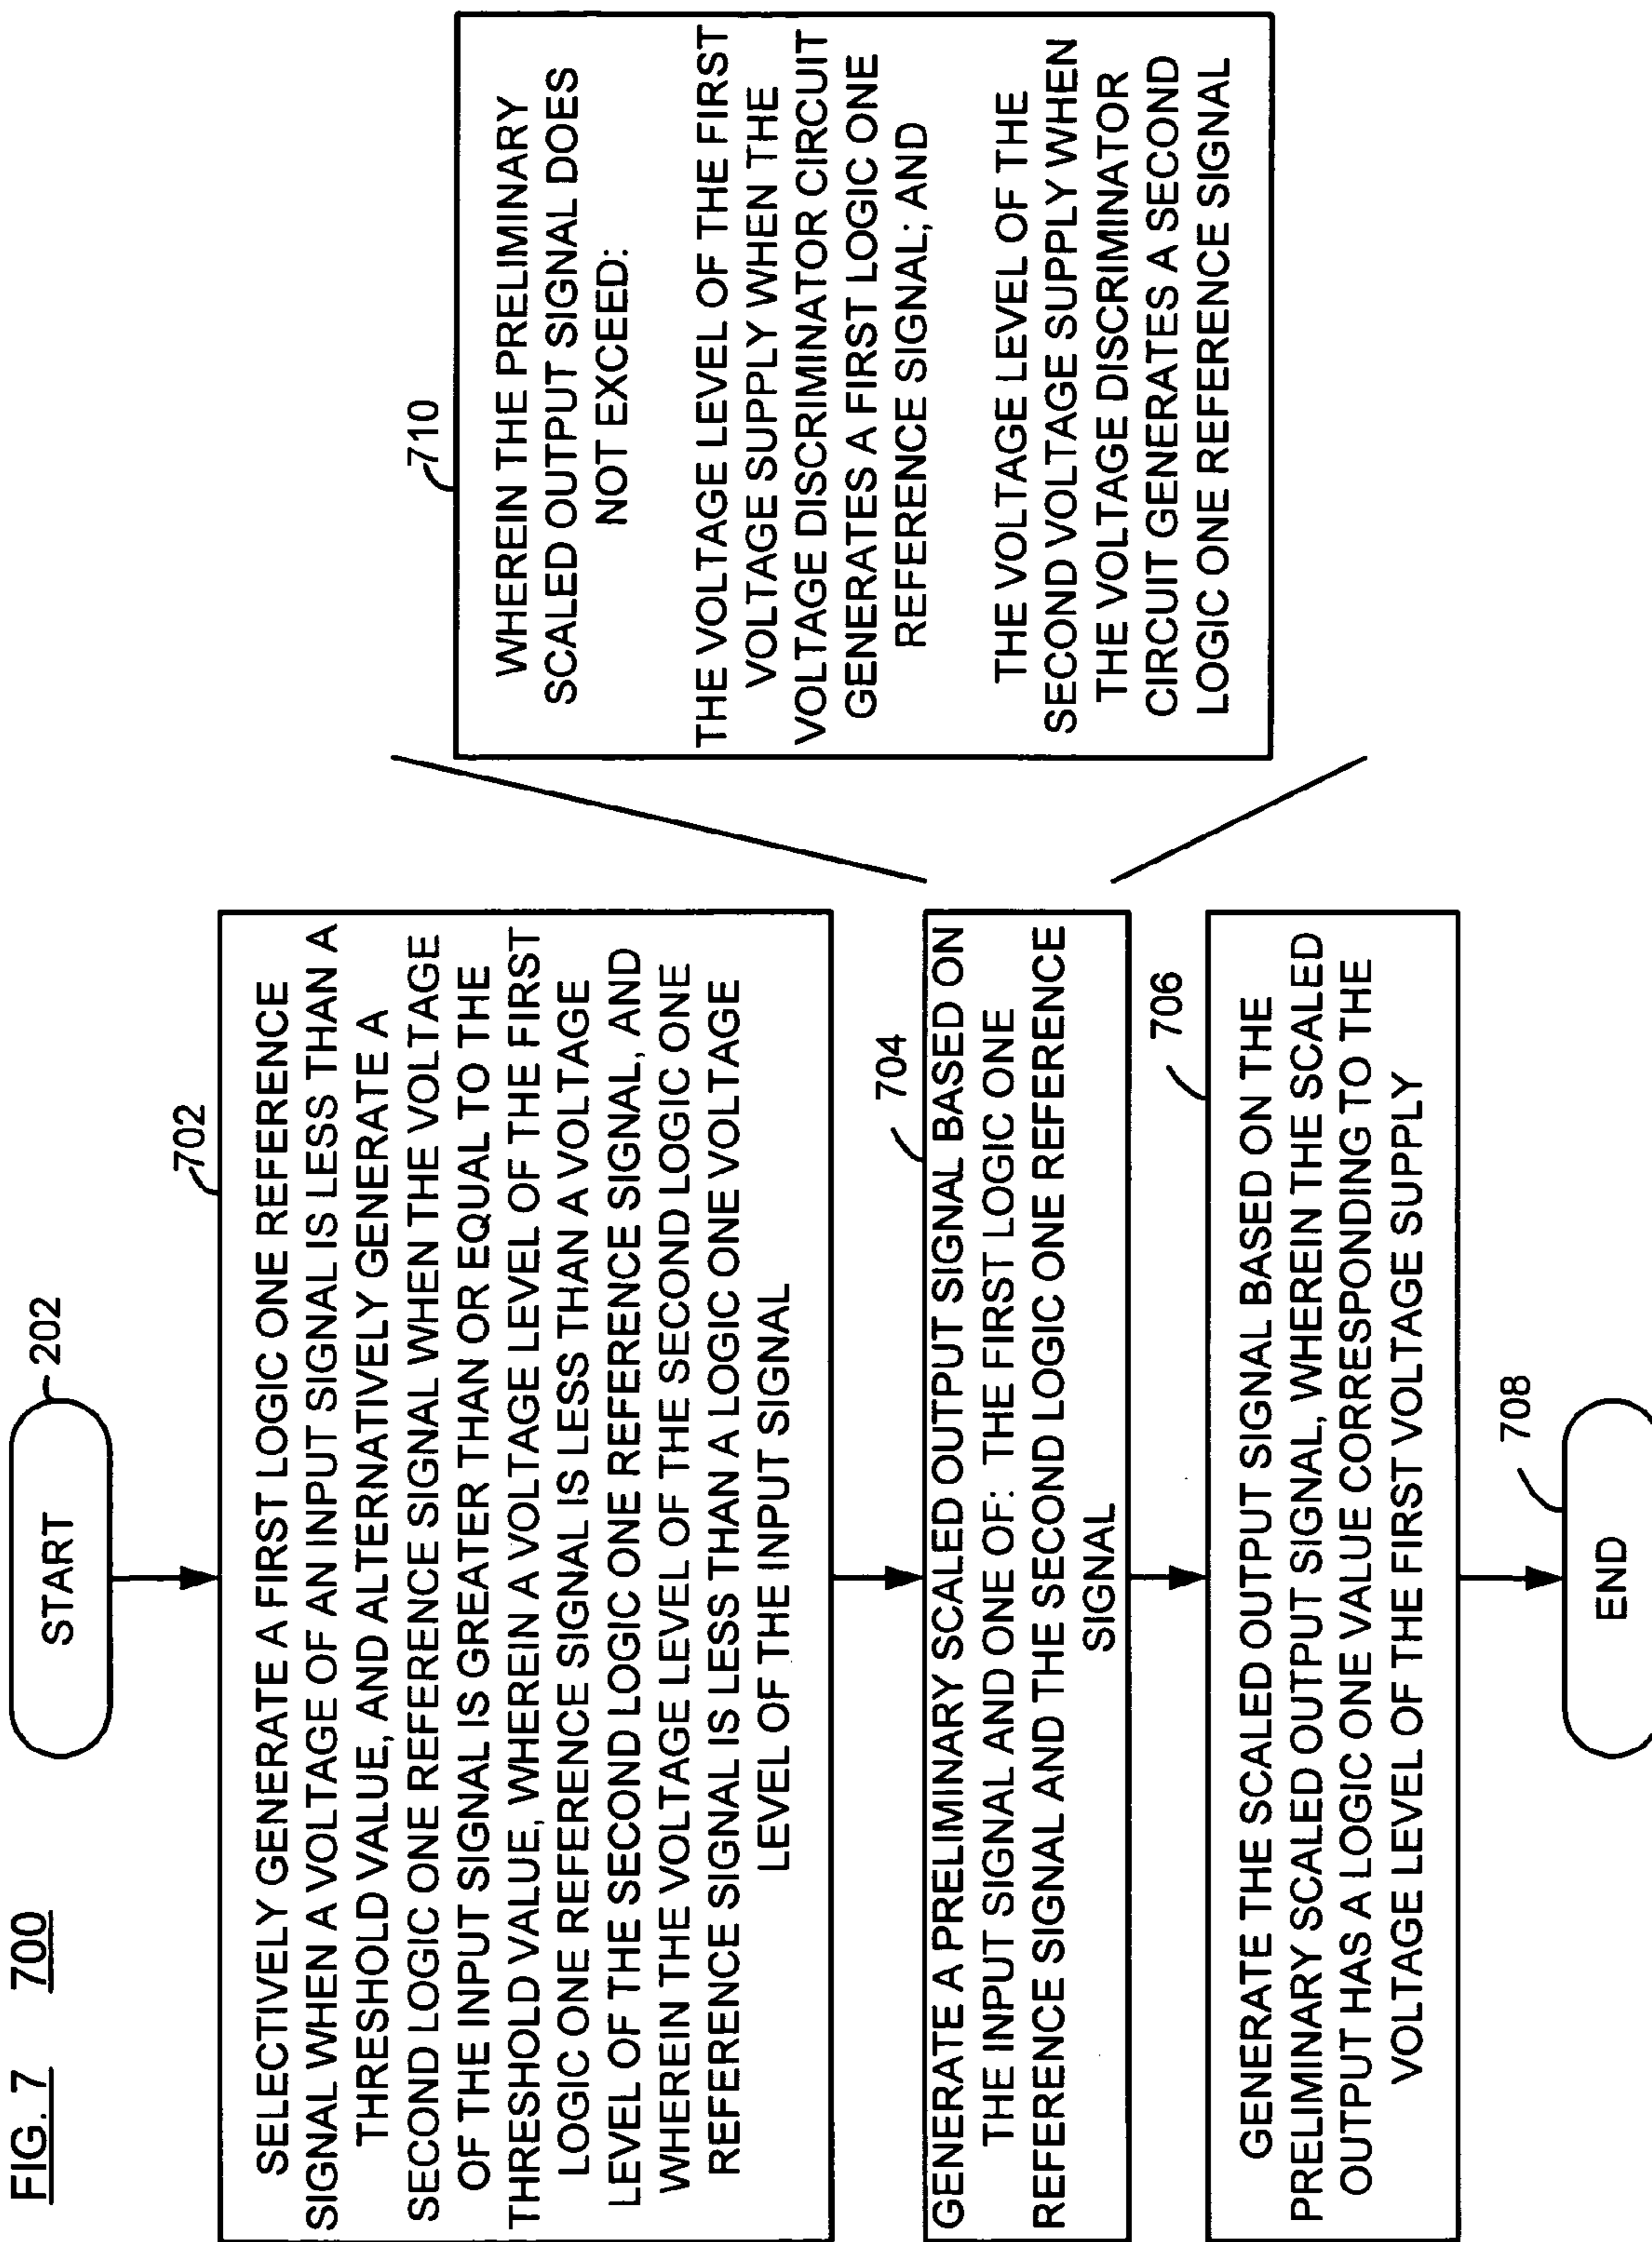 FIG. 7 700
START
202
702
SELECTIVELY GENERATE A FIRST LOGIC ONE REFERENCE
SIGNAL WHEN A VOLTAGE OF AN INPUT SIGNAL IS LESS THAN A
THRESHOLD VALUE, AND ALTERNATIVELY GENERATE A
SECOND LOGIC ONE REFERENCE SIGNAL WHEN THE VOLTAGE
OF THE INPUT SIGNAL IS GREATER THAN OR EQUAL TO THE
THRESHOLD VALUE, WHEREIN A VOLTAGE LEVEL OF THE FIRST
LOGIC ONE REFERENCE SIGNAL IS LESS THAN A VOLTAGE
LEVEL OF THE SECOND LOGIC ONE REFERENCE SIGNAL, AND
WHEREIN THE VOLTAGE LEVEL OF THE SECOND LOGIC ONE
REFERENCE SIGNAL IS LESS THAN A LOGIC ONE VOLTAGE
LEVEL OF THE INPUT SIGNAL
704
GENERATE A PRELIMINARY SCALED OUTPUT SIGNAL BASED ON
THE INPUT SIGNAL AND ONE OF: THE FIRST LOGIC ONE
REFERENCE SIGNAL AND THE SECOND LOGIC ONE REFERENCE
SIGNAL
706
GENERATE THE SCALED OUTPUT SIGNAL BASED ON THE
PRELIMINARY SCALED OUTPUT SIGNAL, WHEREIN THE SCALED
OUTPUT HAS A LOGIC ONE VALUE CORRESPONDING TO THE
VOLTAGE LEVEL OF THE FIRST VOLTAGE SUPPLY
708
END
710
WHEREIN THE PRELIMINARY
SCALED OUTPUT SIGNAL DOES
NOT EXCEED:
THE VOLTAGE LEVEL OF THE FIRST
VOLTAGE SUPPLY WHEN THE
VOLTAGE DISCRIMINATOR CIRCUIT
GENERATES A FIRST LOGIC ONE
REFERENCE SIGNAL; AND
THE VOLTAGE LEVEL OF THE
SECOND VOLTAGE SUPPLY WHEN
THE VOLTAGE DISCRIMINATOR
CIRCUIT GENERATES A SECOND
LOGIC ONE REFERENCE SIGNAL